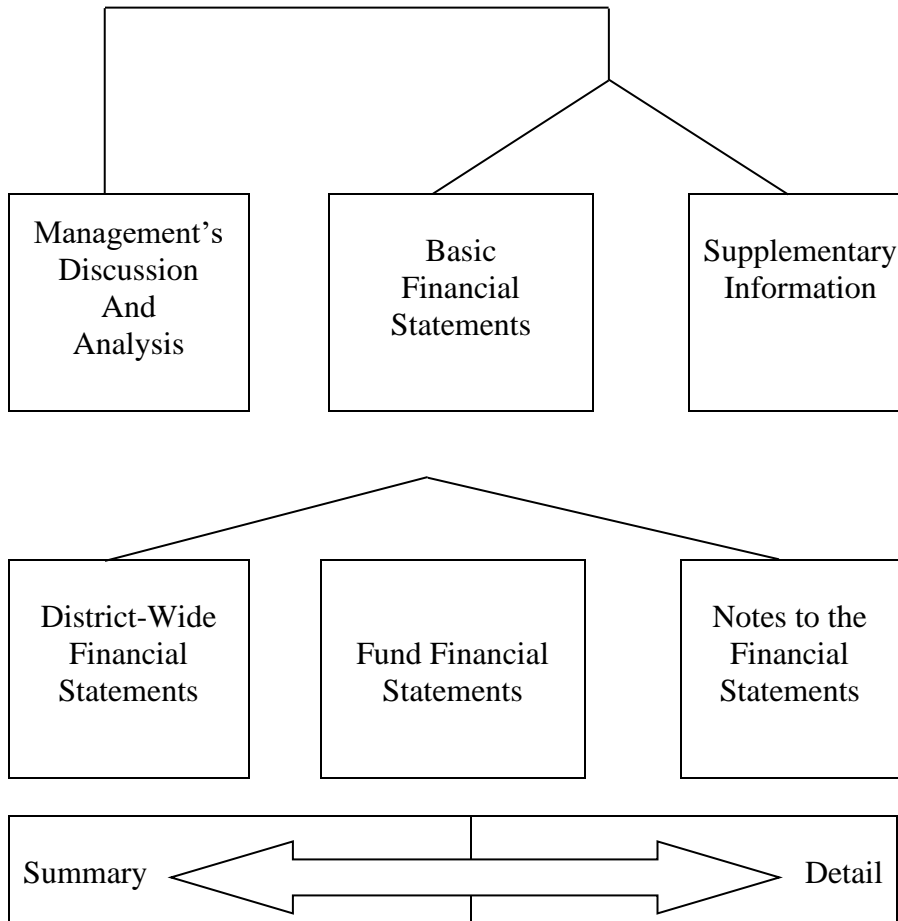 Management’s
Discussion
And
Analysis
Basic
Financial
Statements
Supplementary
Information
District-Wide
Financial
Statements
Fund Financial
Statements
Notes to the
Financial
Statements
Summary
Detail